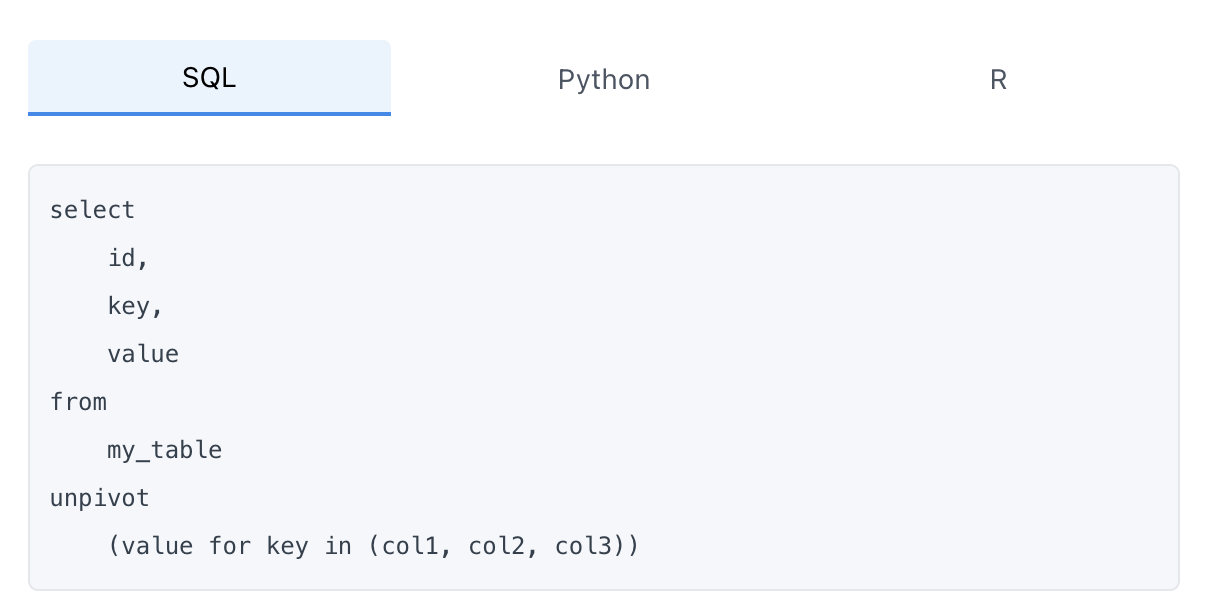 SQL Python R
select
    id,
    key,
    value
from
    my_table
unpivot
    (value for key in (col1, col2, col3))